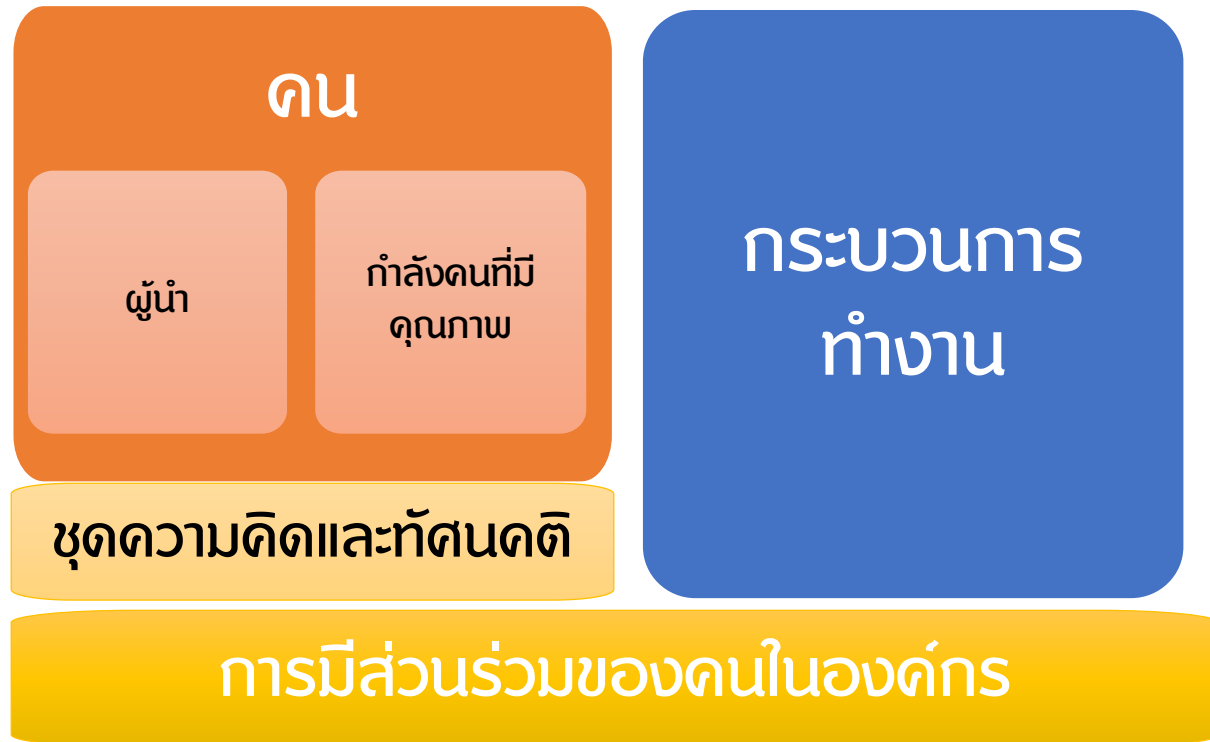 คน
ผู้นำ
กำลังคนที่มี
คุณภาพ
กระบวนการ
ทำงาน
ชุดความคิดและทัศนคติ
การมีส่วนร่วมของคนในองค์กร